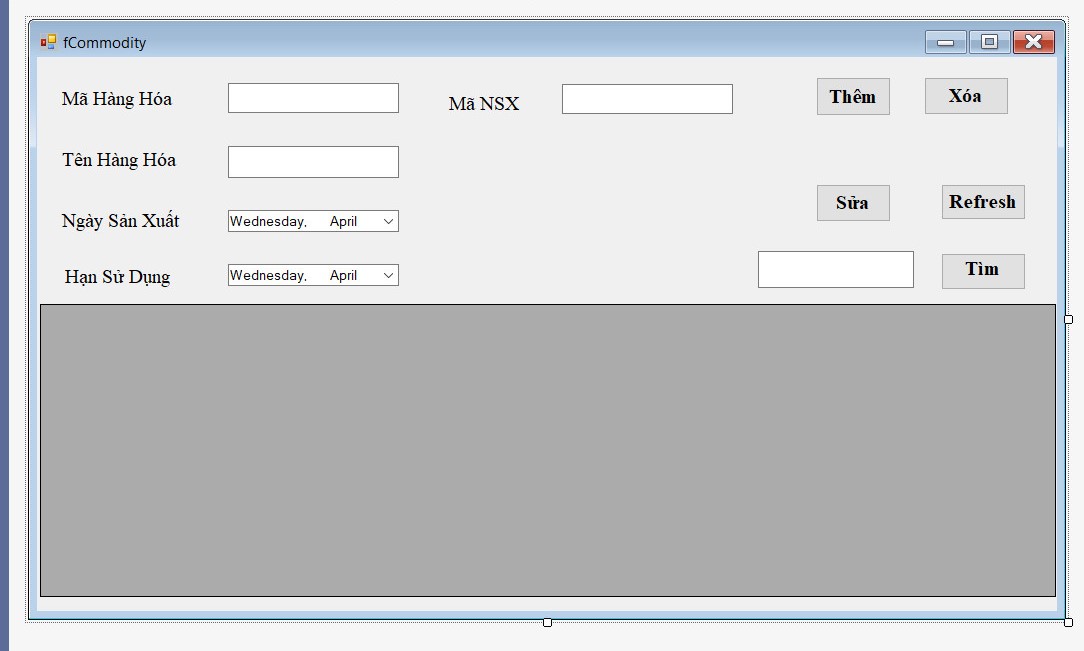 fCommodity
Mã Hàng Hóa
Mã NSX
Thêm
Xóa
Tên Hàng Hóa
Ngày Sản Xuất
Wednesday, April
Sửa
Refresh
Hạn Sử Dụng
Wednesday, April
Tìm